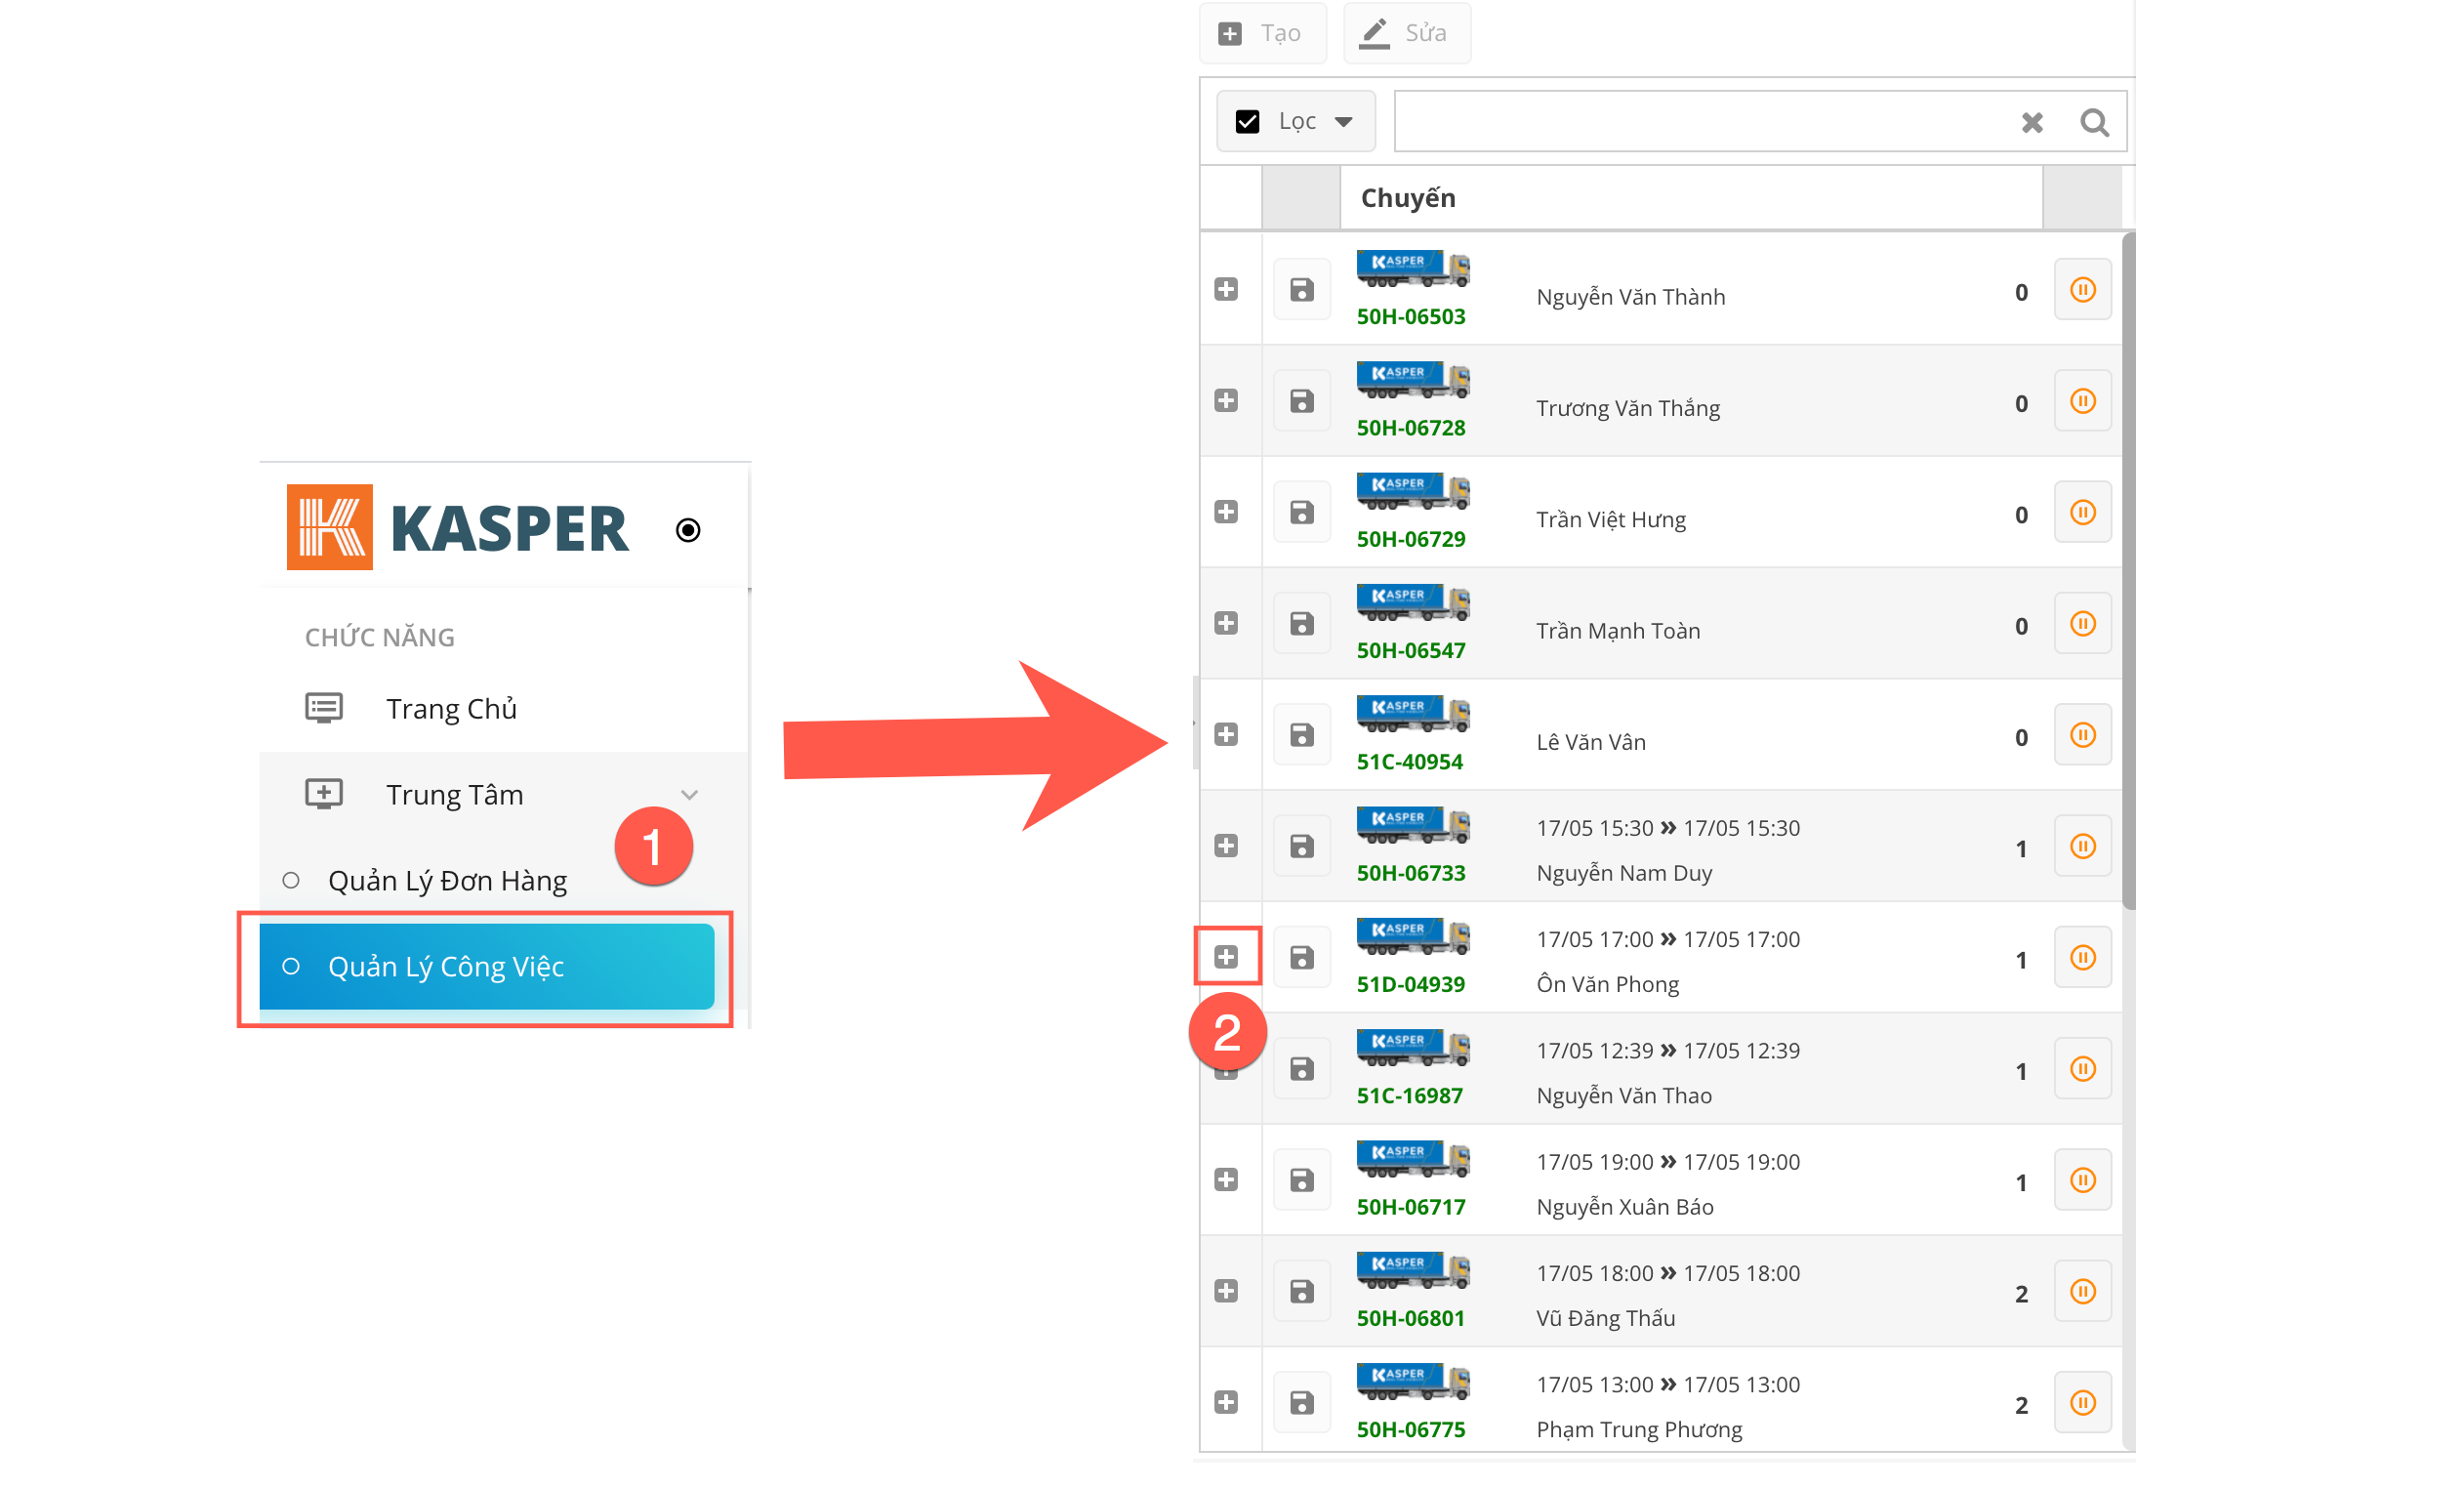 KASPER
CHỨC NĂNG
Trang Chủ
Trung Tâm
1
Quản Lý Đơn Hàng
Quản Lý Công Việc
Tạo
Sửa
Lọc
Chuyến
KASPER
50H-06503
Nguyễn Văn Thành
0
KASPER
50H-06728
Trương Văn Thắng
0
KASPER
50H-06729
Trần Việt Hưng
0
KASPER
50H-06547
Trần Mạnh Toàn
0
KASPER
51C-40954
Lê Văn Vân
0
KASPER
17/05 15:30 » 17/05 15:30
50H-06733
Nguyễn Nam Duy
1
KASPER
17/05 17:00 » 17/05 17:00
51D-04939
Ôn Văn Phong
1
2
KASPER
17/05 12:39 » 17/05 12:39
51C-16987
Nguyễn Văn Thao
1
KASPER
17/05 19:00 » 17/05 19:00
50H-06717
Nguyễn Xuân Báo
1
KASPER
17/05 18:00 » 17/05 18:00
50H-06801
Vũ Đăng Thấu
2
KASPER
17/05 13:00 » 17/05 13:00
50H-06775
Phạm Trung Phương
2